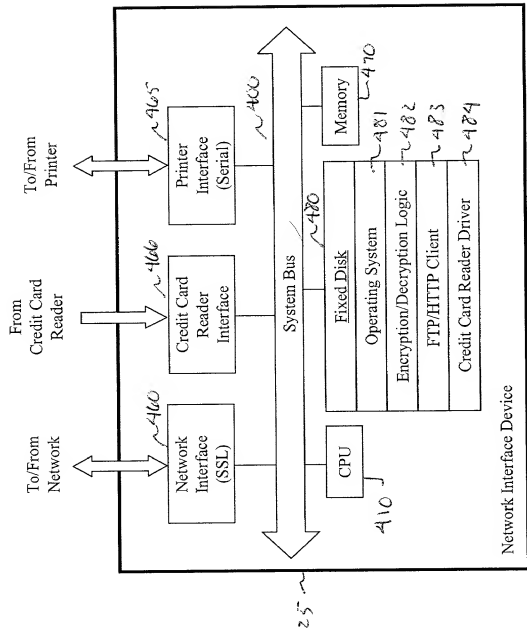 To/From
Network
From
Credit Card
Reader
To/From
Printer
460
466
465
Network
Interface
(SSL)
Credit Card
Reader
Interface
Printer
Interface
(Serial)
400
System Bus
480
CPU
410
Fixed Disk
Operating System
481
Encryption/Decryption Logic
482
FTP/HTTP Client
483
Credit Card Reader Driver
484
Memory
470
25
Network Interface Device